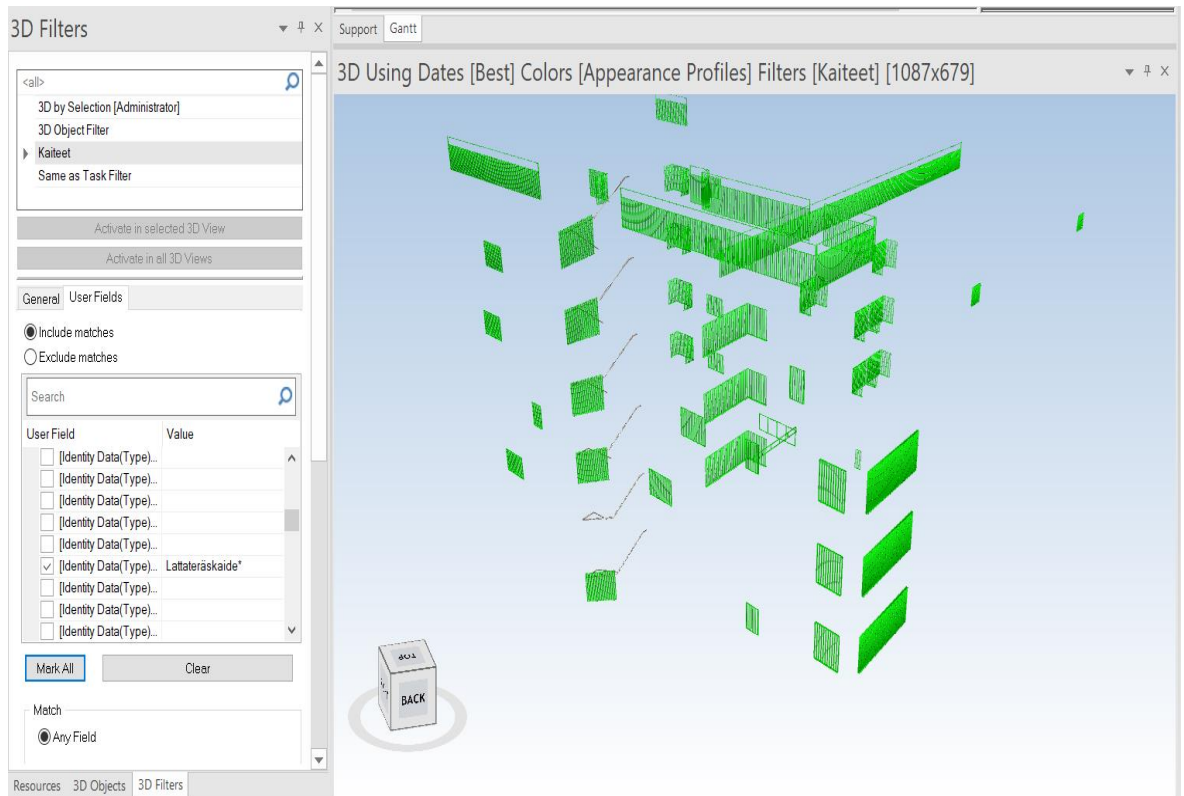 3D Filters
<all>
3D by Selection [Administrator]
3D Object Filter
Kaiteet
Same as Task Filter
Activate in selected 3D View
Activate in all 3D Views
General User Fields
Include matches
Exclude matches
Search
User Field Value
[Identity Data(Type)...
[Identity Data(Type)...
[Identity Data(Type)...
[Identity Data(Type)...
[Identity Data(Type)...
[Identity Data(Type)... Lattateräskaide*
[Identity Data(Type)...
[Identity Data(Type)...
[Identity Data(Type)...
Mark All Clear
Match
Any Field
Resources 3D Objects 3D Filters
Support Gantt
3D Using Dates [Best] Colors [Appearance Profiles] Filters [Kaiteet] [1087x679]
TOP
BACK